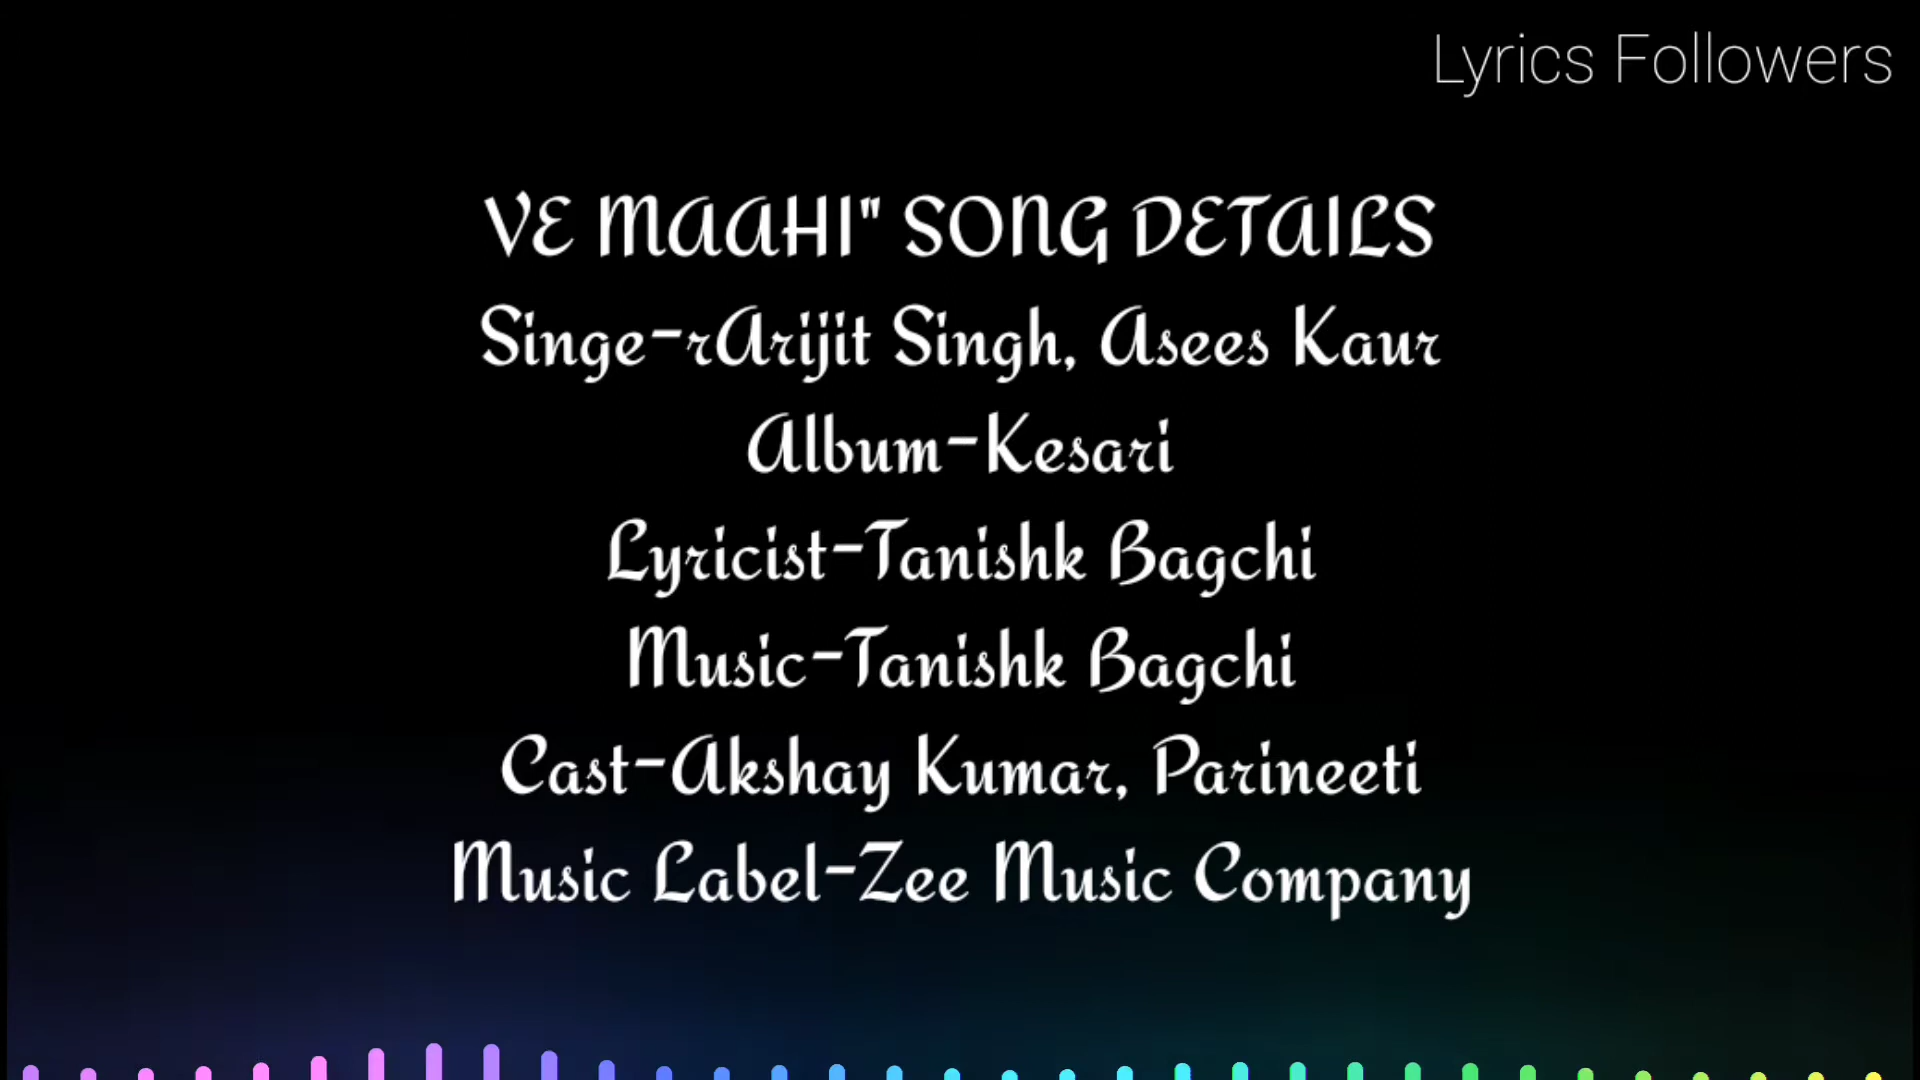 Lyrics Followers
VE MAAHI" SONG DETAILS
Singe-rArijit Singh, Asees Kaur
Album-Kesari
Lyricist-Tanishk Bagchi
Music-Tanishk Bagchi
Cast-Akshay Kumar, Parineeti
Music Label-Zee Music Company